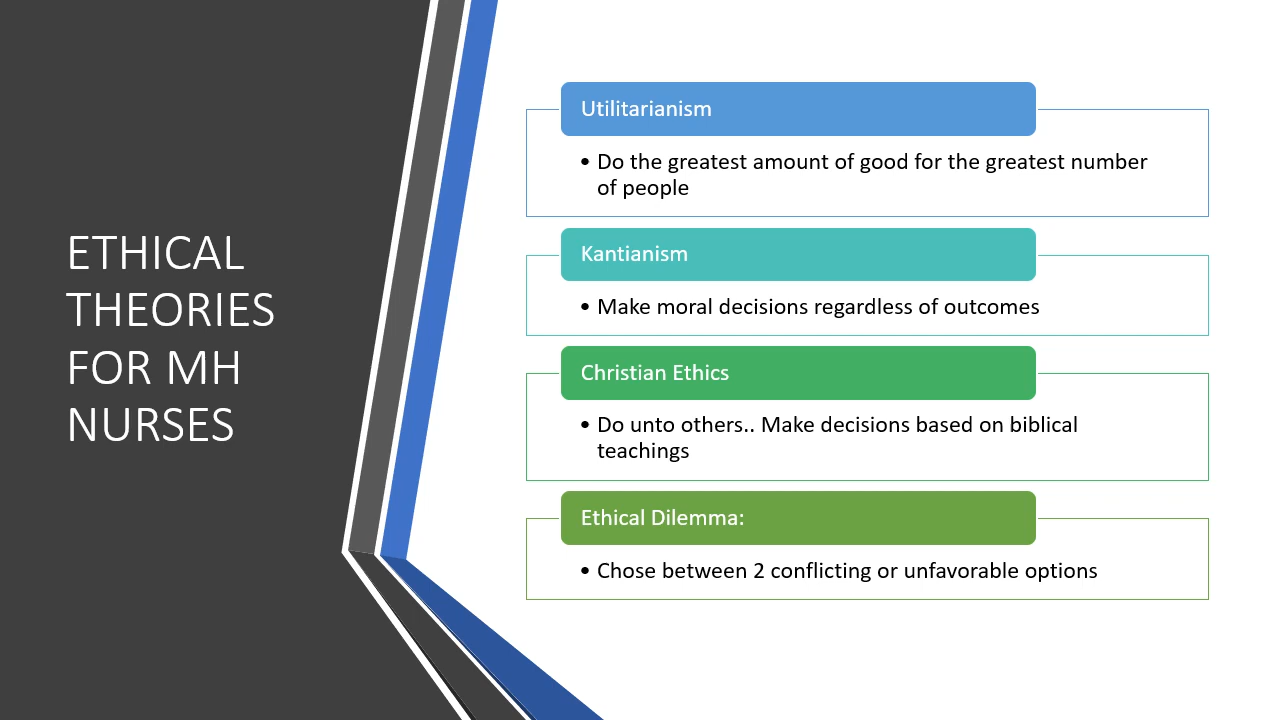 ETHICAL
THEORIES
FOR MH
NURSES
Utilitarianism
• Do the greatest amount of good for the greatest number
of people
Kantianism
• Make moral decisions regardless of outcomes
Christian Ethics
• Do unto others.. Make decisions based on biblical
teachings
Ethical Dilemma:
• Chose between 2 conflicting or unfavorable options